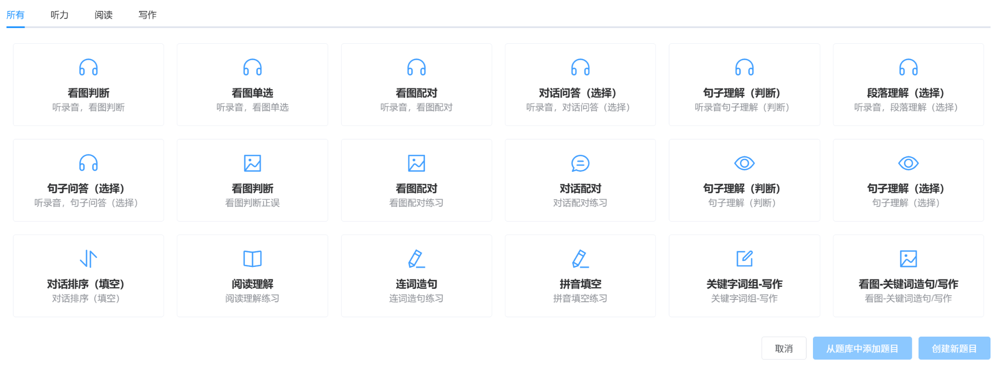 所有
听力
阅读
写作
看图判断
听录音，看图判断
看图单选
听录音，看图单选
看图配对
听录音，看图配对
对话问答（选择）
听录音，对话问答（选择）
句子理解（判断）
听录音句子理解（判断）
段落理解（选择）
听录音，段落理解（选择）
句子问答（选择）
听录音，句子问答（选择）
看图判断
看图判断正误
看图配对
看图配对练习
对话配对
对话配对练习
句子理解（判断）
句子理解（判断）
句子理解（选择）
句子理解（选择）
对话排序（填空）
对话排序（填空）
阅读理解
阅读理解练习
连词造句
连词造句练习
拼音填空
拼音填空练习
关键字词组-写作
关键字词组-写作
看图-关键词造句/写作
看图-关键词造句/写作
取消
从题库中添加题目
创建新题目